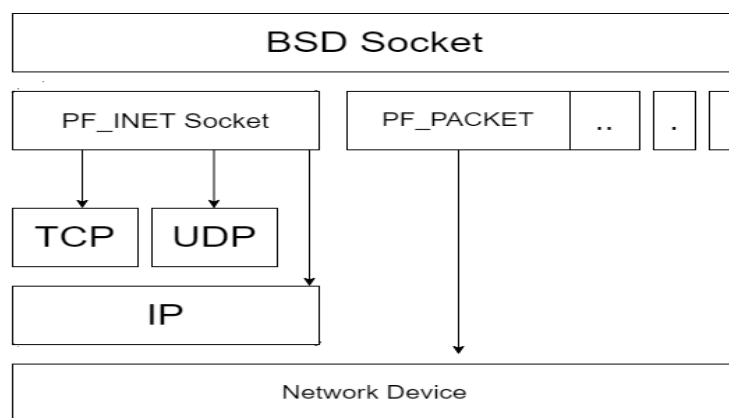 BSD Socket
PF_INET Socket
PF_PACKET
..
.
TCP
UDP
IP
Network Device